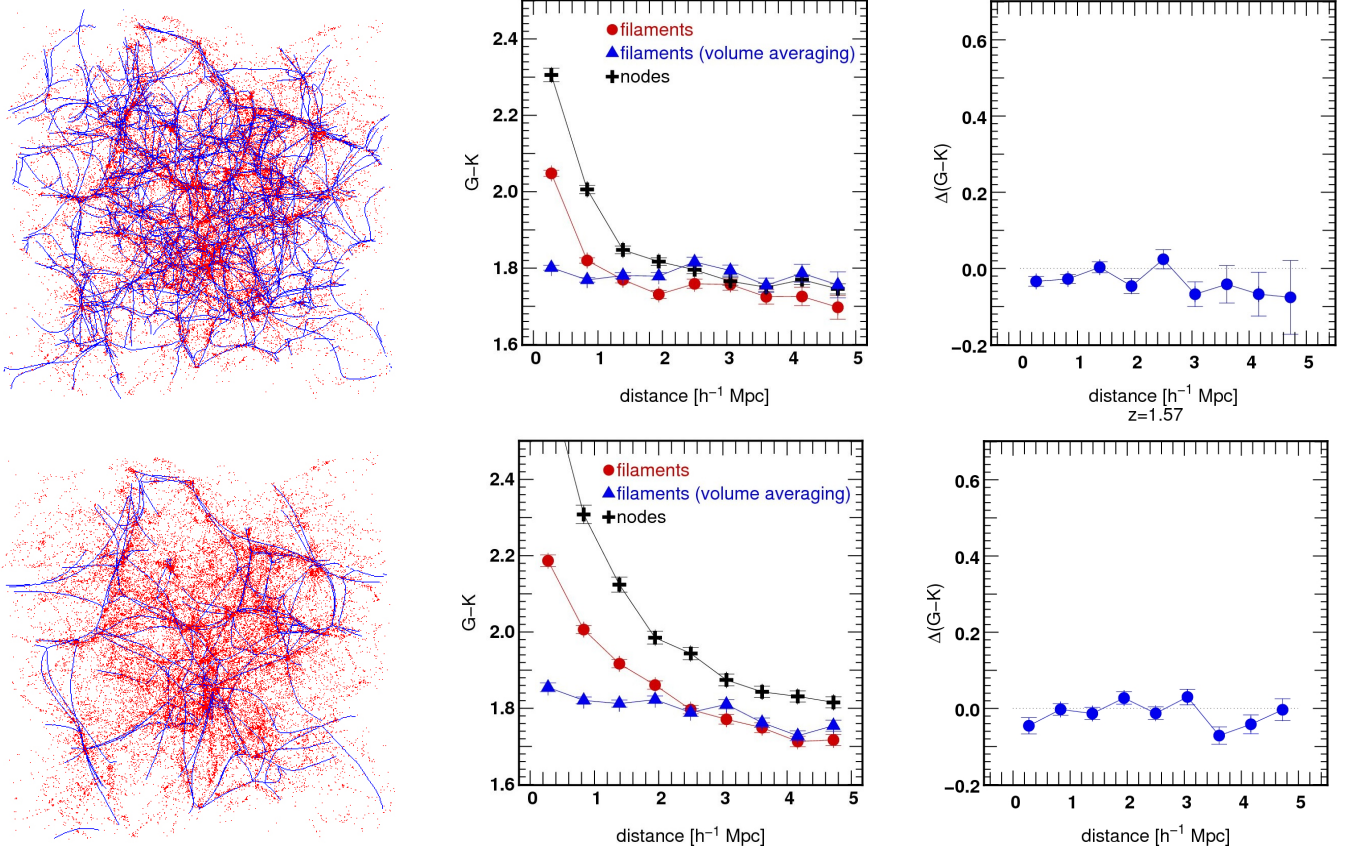 filaments
filaments (volume averaging)
nodes
G−K
2.4
2.2
2.0
1.8
1.6
0 1 2 3 4 5
distance [h⁻¹ Mpc]
Δ(G−K)
0.6
0.4
0.2
0.0
−0.2
0 1 2 3 4 5
distance [h⁻¹ Mpc]
z=1.57
filaments
filaments (volume averaging)
nodes
G−K
2.4
2.2
2.0
1.8
1.6
0 1 2 3 4 5
distance [h⁻¹ Mpc]
Δ(G−K)
0.6
0.4
0.2
0.0
−0.2
0 1 2 3 4 5
distance [h⁻¹ Mpc]